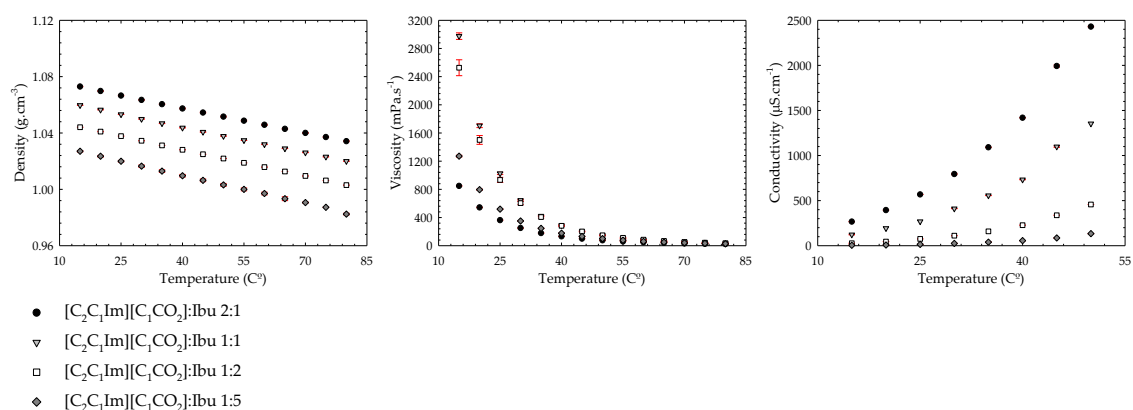 1.12
1.08
1.04
1.00
0.96
Density (g.cm⁻³)
10 25 40 55 70 85
Temperature (Cº)
3200
2800
2400
2000
1600
1200
800
400
0
Viscosity (mPa.s⁻¹)
10 25 40 55 70 85
Temperature (Cº)
2500
2000
1500
1000
500
0
Conductivity (µS.cm⁻¹)
10 25 40 55
Temperature (Cº)
[C₂C₁Im][C₁CO₂]:Ibu 2:1
[C₂C₁Im][C₁CO₂]:Ibu 1:1
[C₂C₁Im][C₁CO₂]:Ibu 1:2
[C₂C₁Im][C₁CO₂]:Ibu 1:5